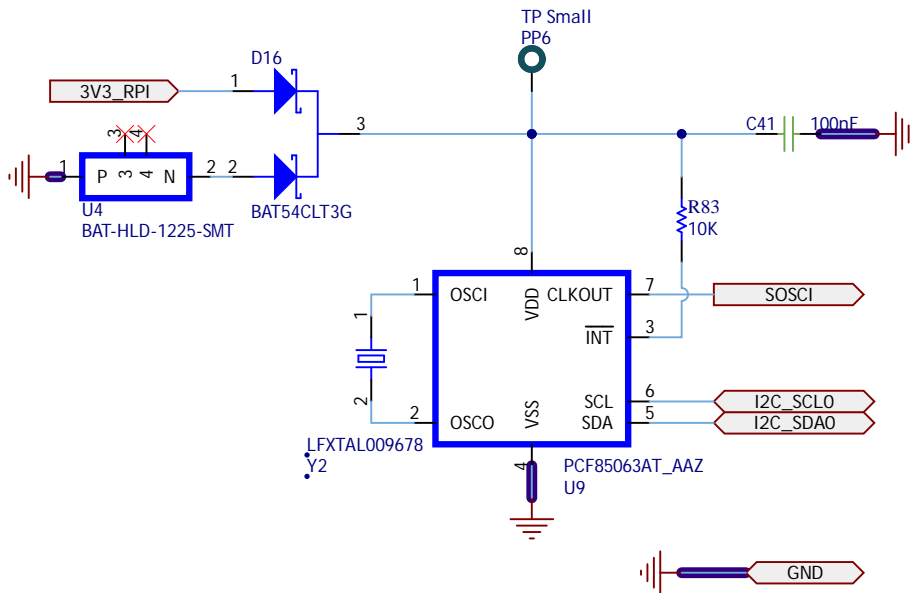 TP Small
PP6
D16
3V3_RPI
1
3
C41
100nF
3
4
1
P
3
4
N
2
2
U4
BAT-HLD-1225-SMT
BAT54CLT3G
R83
10K
8
1
OSCI
VDD
CLKOUT
7
SOSCI
1
INT
3
2
SCL
6
I2C_SCL0
2
OSCO
VSS
SDA
5
I2C_SDA0
LFXTAL009678
Y2
4
PCF85063AT_AAZ
U9
GND